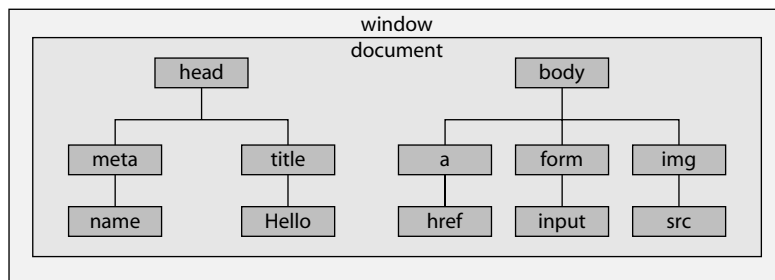 window
document
head body
meta title a form img
name Hello href input src